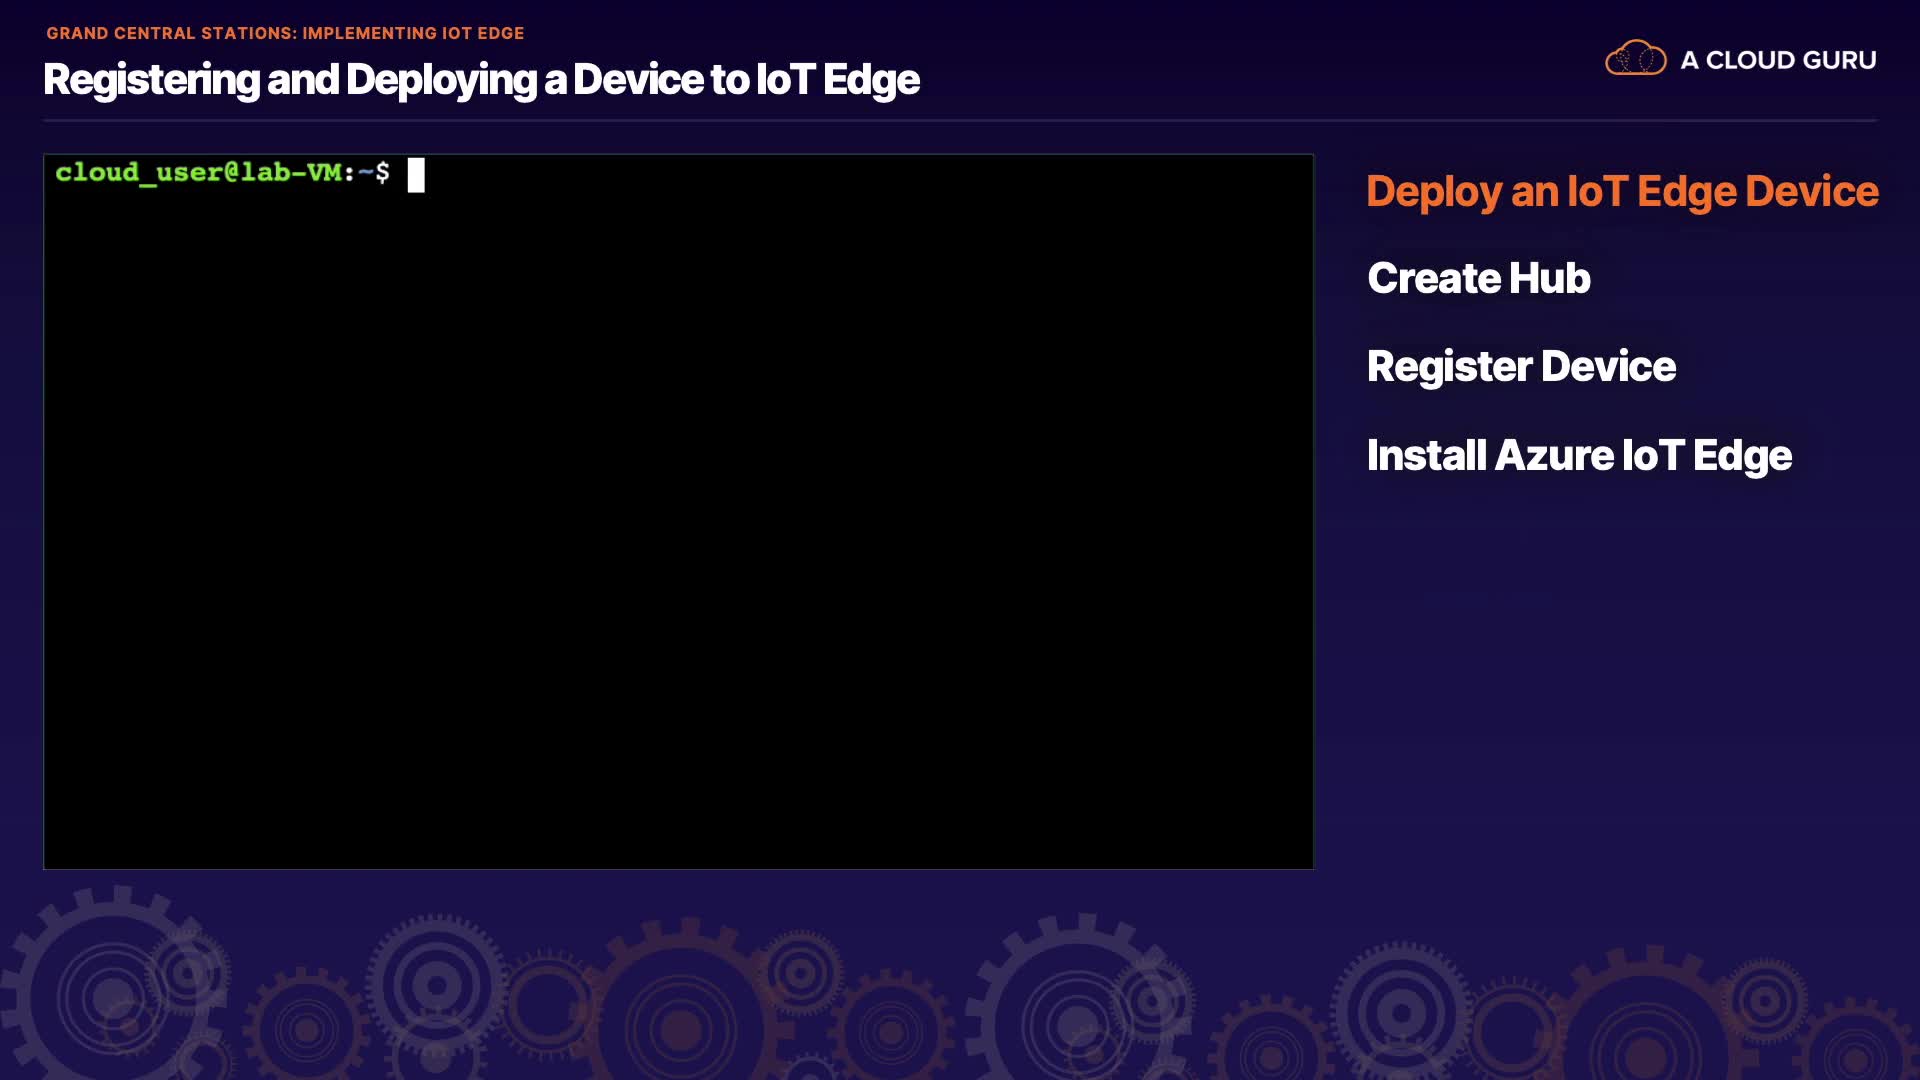 GRAND CENTRAL STATIONS: IMPLEMENTING IOT EDGE
Registering and Deploying a Device to IoT Edge
A CLOUD GURU
cloud_user@lab-VM:~$
Deploy an IoT Edge Device
Create Hub
Register Device
Install Azure IoT Edge